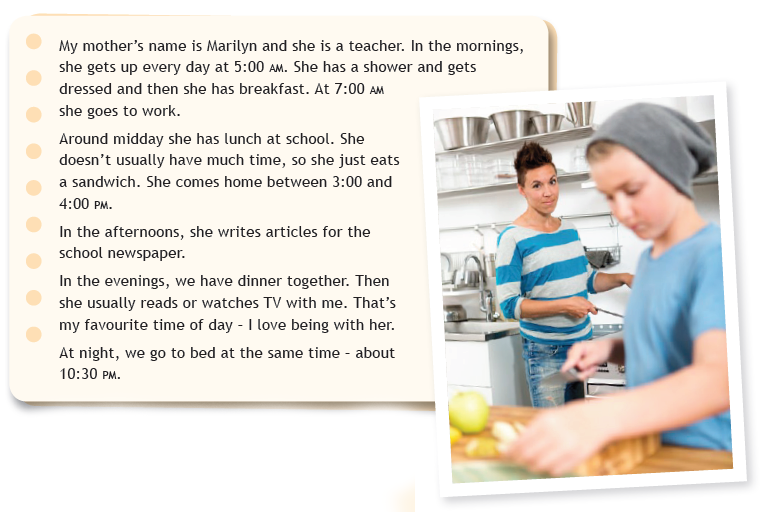 My mother's name is Marilyn and she is a teacher. In the mornings,
she gets up every day at 5:00 AM. She has a shower and gets
dressed and then she has breakfast. At 7:00 AM
she goes to work.
Around midday she has lunch at school. She
doesn't usually have much time, so she just eats
a sandwich. She comes home between 3:00 and
4:00 PM.
In the afternoons, she writes articles for the
school newspaper.
In the evenings, we have dinner together. Then
she usually reads or watches TV with me. That's
my favourite time of day – I love being with her.
At night, we go to bed at the same time – about
10:30 PM.